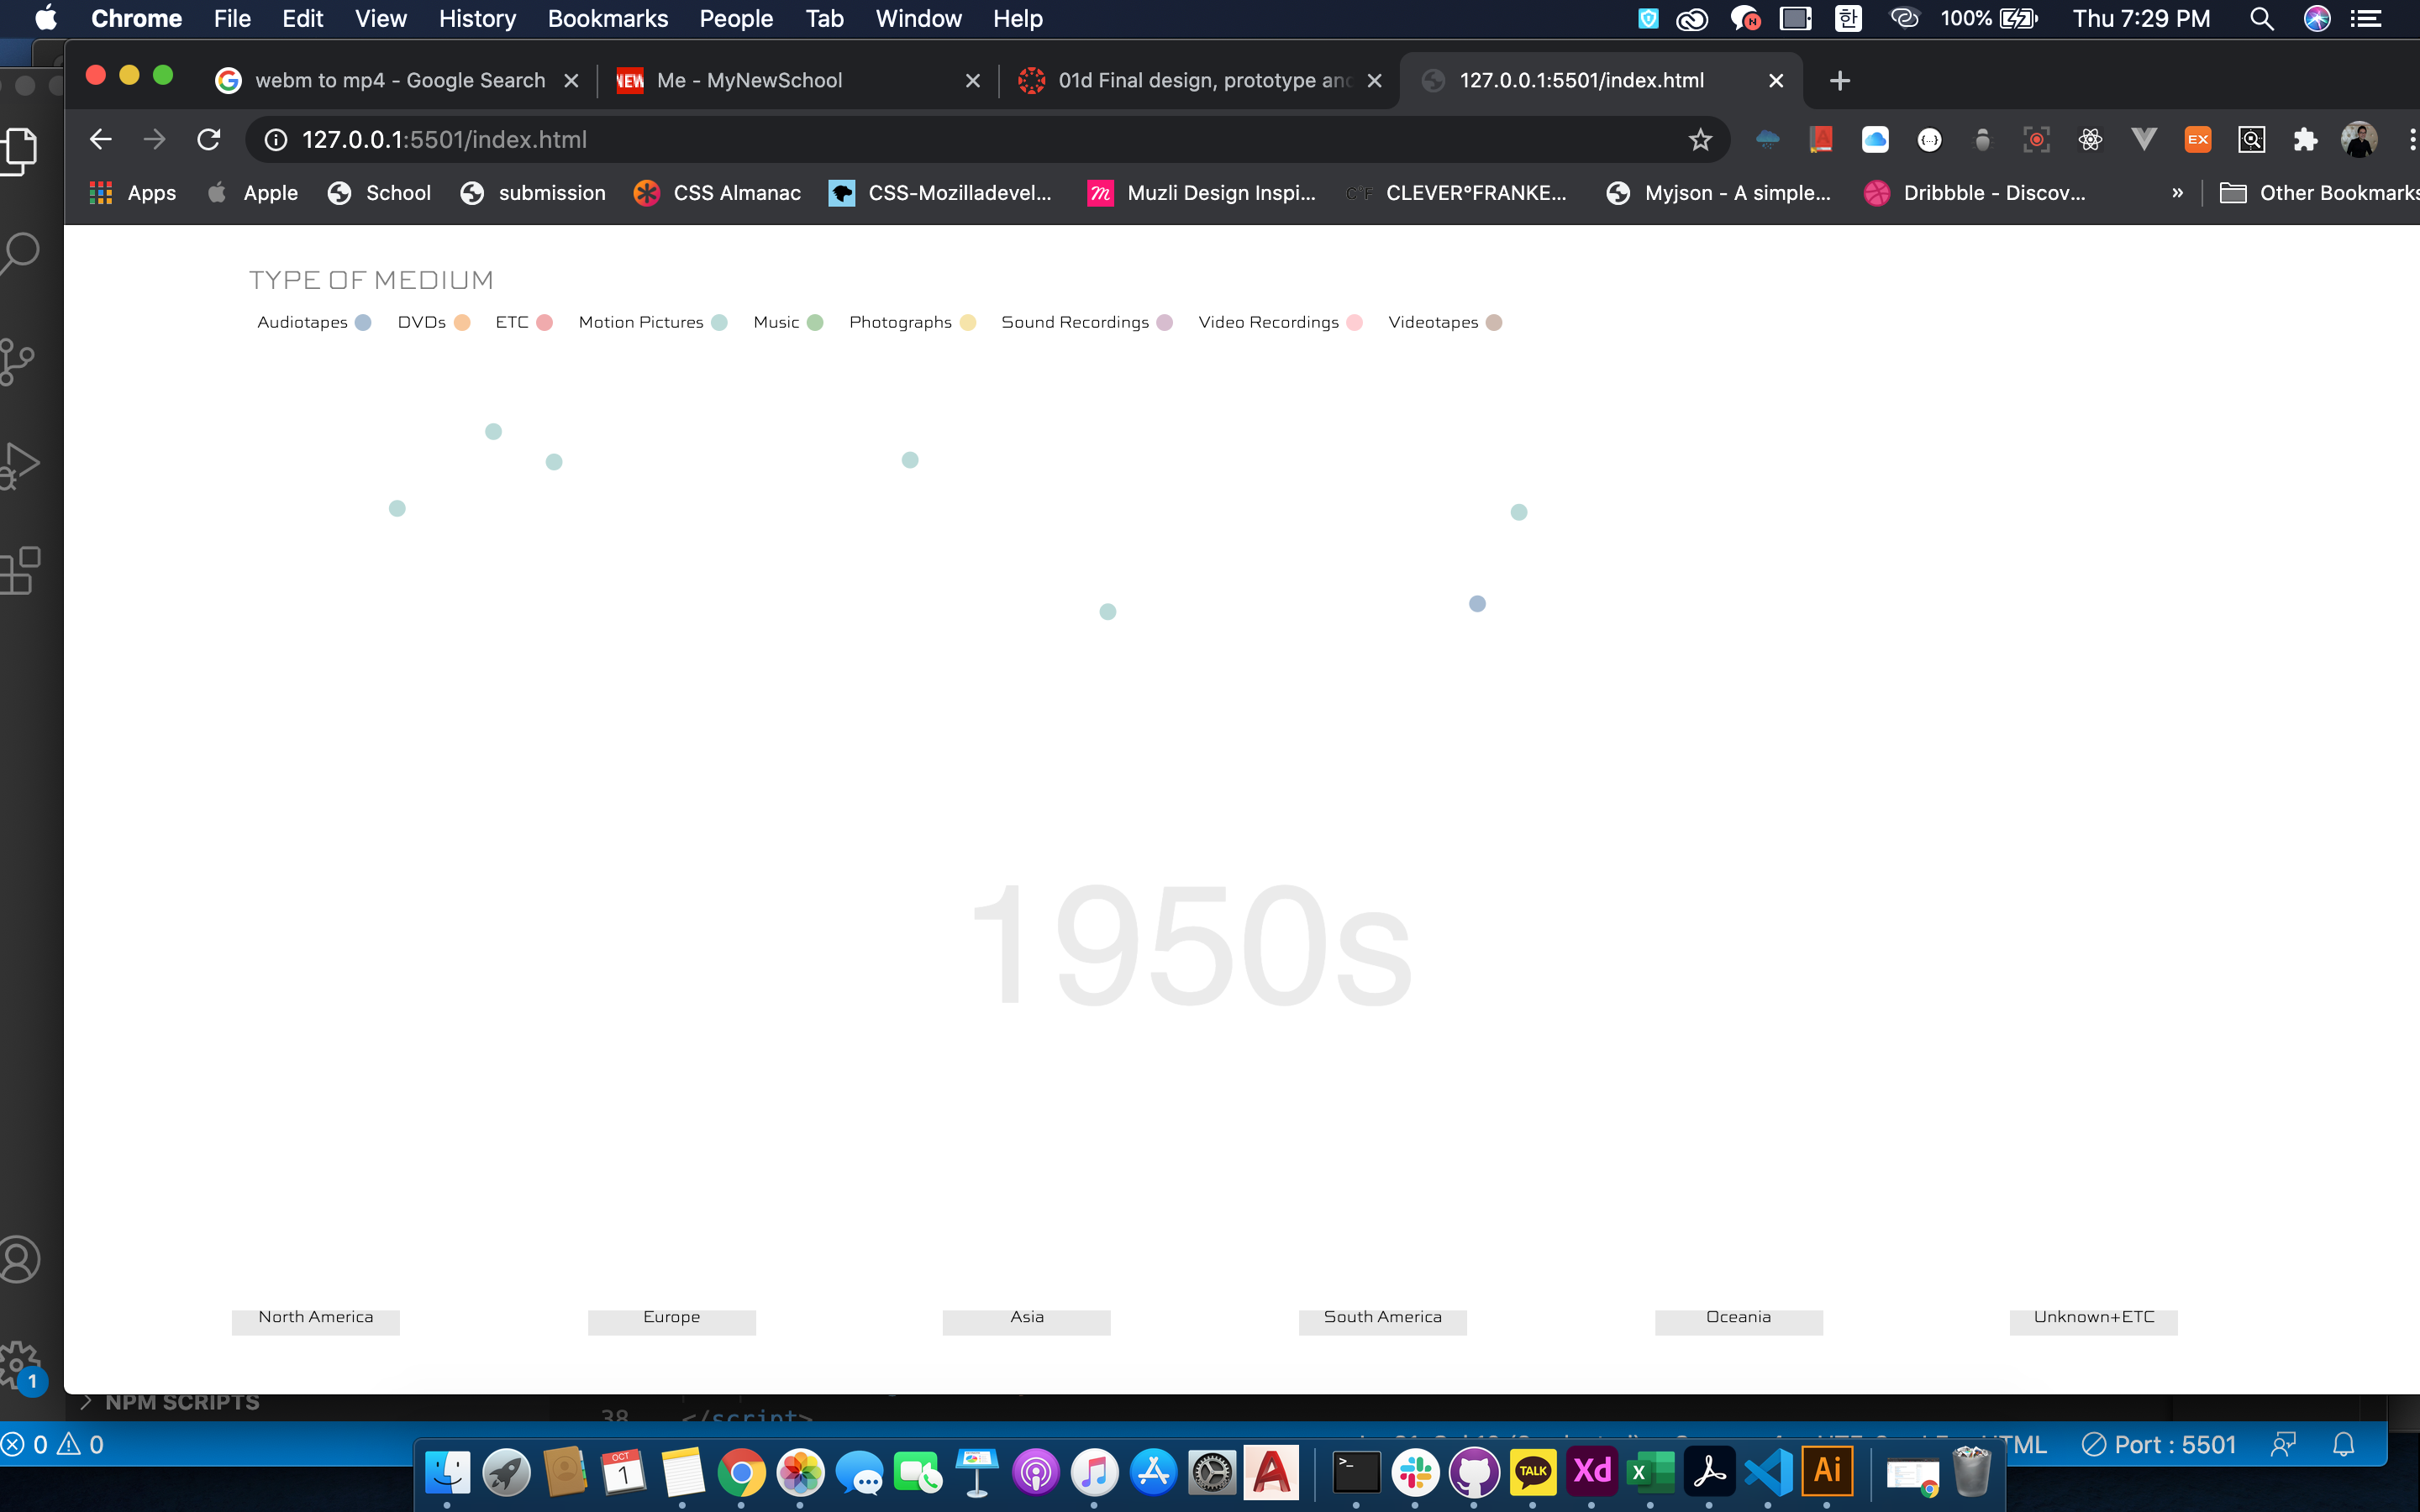 Chrome File Edit View History Bookmarks People Tab Window Help 한 100% Thu 7:29 PM
webm to mp4 - Google Search NEW Me - MyNewSchool 01d Final design, prototype and 127.0.0.1:5501/index.html
127.0.0.1:5501/index.html EX
Apps Apple School submission CSS Almanac CSS-Mozilladevel... Muzli Design Inspi... C°F CLEVER°FRANKE... Myjson - A simple... Dribbble - Discov... » Other Bookmarks
TYPE OF MEDIUM
Audiotapes DVDs ETC Motion Pictures Music Photographs Sound Recordings Video Recordings Videotapes
1950s
North America Europe Asia South America Oceania Unknown+ETC
1
NPM SCRIPTS
38 </script>
0 0 HTML Port : 5501
OCT
1
>_ TALK Xd X Ai